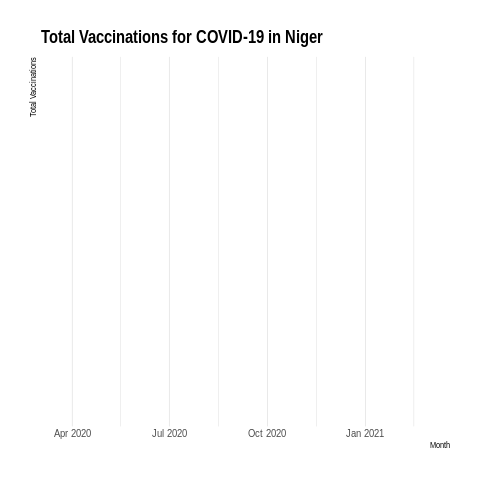 Total Vaccinations for COVID-19 in Niger
Total Vaccinations
Apr 2020
Jul 2020
Oct 2020
Jan 2021
Month